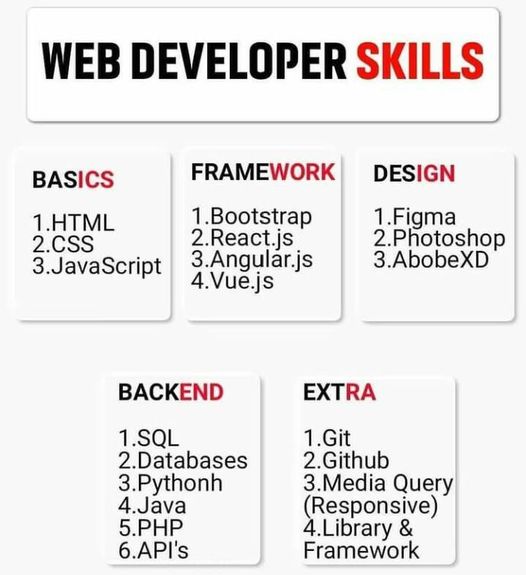 WEB DEVELOPER SKILLS
BASICS
1.HTML
2.CSS
3.JavaScript
FRAMEWORK
1.Bootstrap
2.React.js
3.Angular.js
4.Vue.js
DESIGN
1.Figma
2.Photoshop
3.AbobeXD
BACKEND
1.SQL
2.Databases
3.Pythonh
4.Java
5.PHP
6.API's
EXTRA
1.Git
2.Github
3.Media Query
(Responsive)
4.Library &
Framework